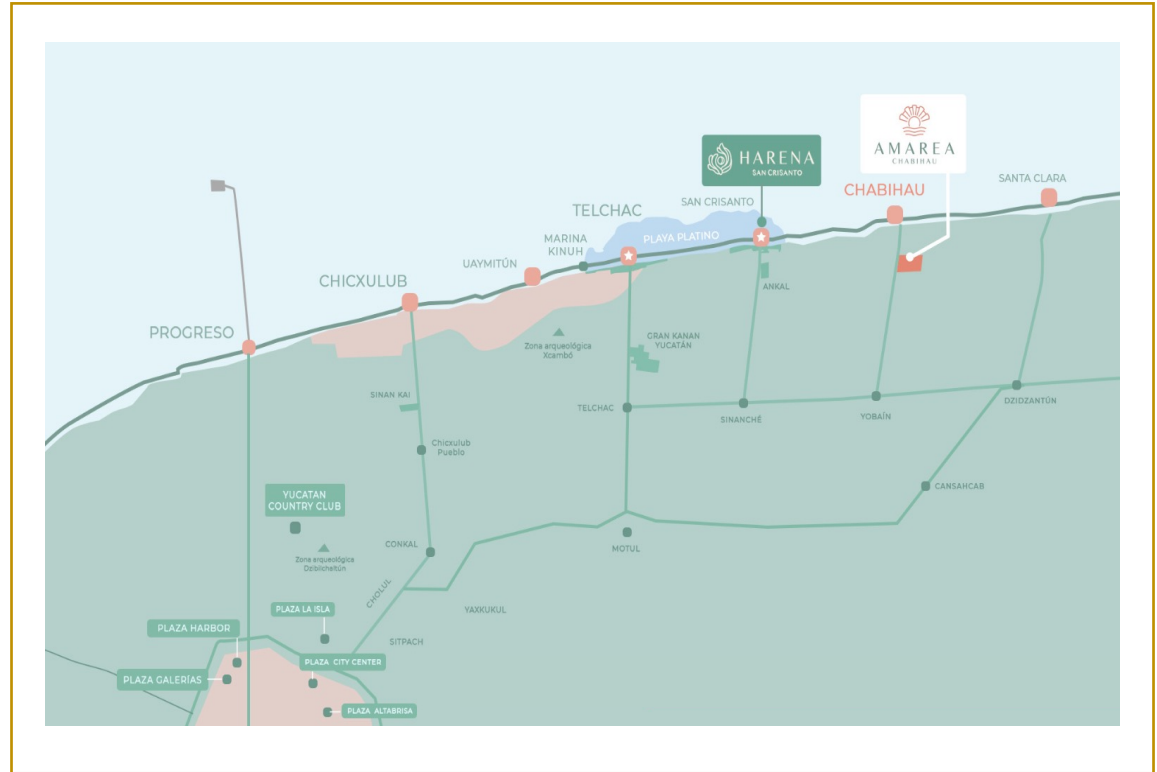 AMAREA
CHABIHAU
HARENA
SAN CRISANTO
SANTA CLARA
CHABIHAU
SAN CRISANTO
TELCHAC
PLAYA PLATINO
MARINA
KINUH
UAYMITÚN
CHICXULUB
ANKAL
PROGRESO
GRAN KANAN
YUCATÁN
Zona arqueológica
Xcambó
SINAN KAI
TELCHAC
SINANCHÉ
YOBAÍN
DZIDZANTÚN
Chicxulub
Pueblo
CANSAHCAB
YUCATAN
COUNTRY CLUB
CONKAL
MOTUL
Zona arqueológica
Dzibilchaltún
CHOLUL
YAXKUKUL
PLAZA LA ISLA
PLAZA HARBOR
SITPACH
PLAZA CITY CENTER
PLAZA GALERÍAS
PLAZA ALTABRISA